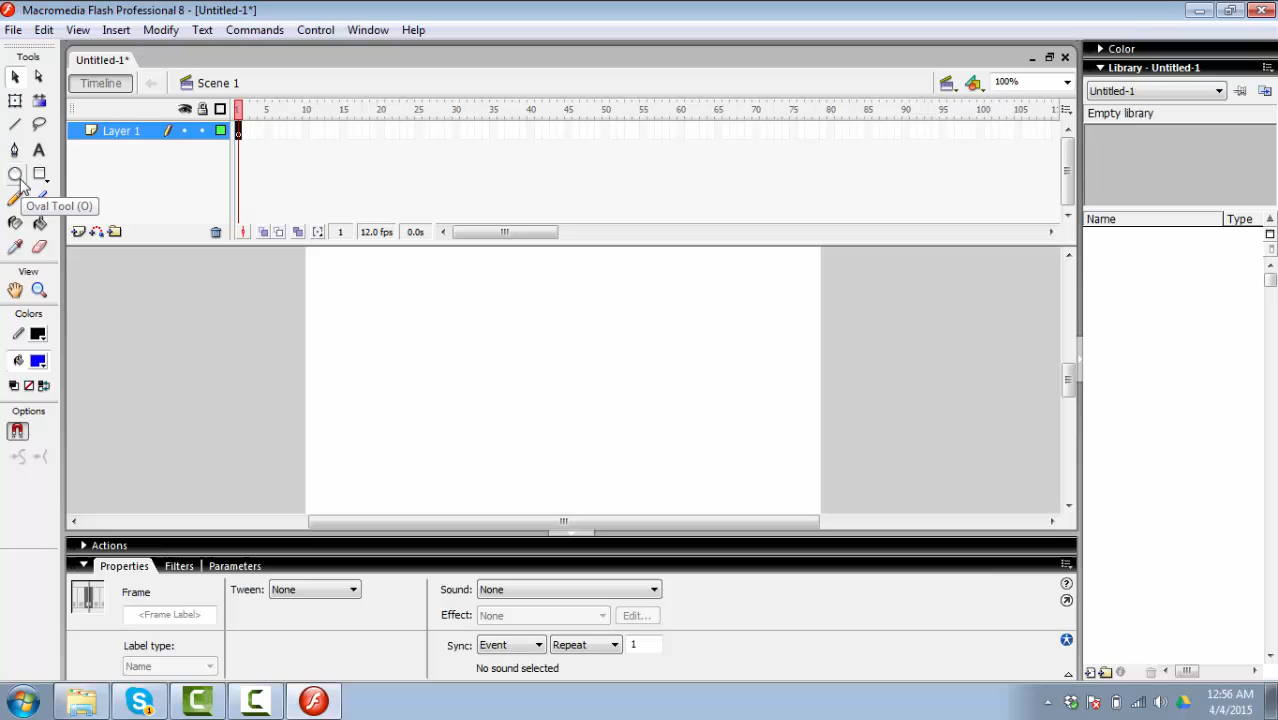 Macromedia Flash Professional 8 - [Untitled-1*]
File Edit View Insert Modify Text Commands Control Window Help
Tools
Untitled-1*
Timeline
Scene 1
100%
1 5 10 15 20 25 30 35 40 45 50 55 60 65 70 75 80 85 90 95 100 105
Layer 1
Oval Tool (O)
1 12.0 fps 0.0s
View
Colors
Options
Actions
Properties Filters Parameters
Frame
<Frame Label>
Label type:
Name
Tween: None
Sound: None
Effect: None Edit...
Sync: Event Repeat 1
No sound selected
Color
Library - Untitled-1
Untitled-1
Empty library
Name Type
12:56 AM
4/4/2015